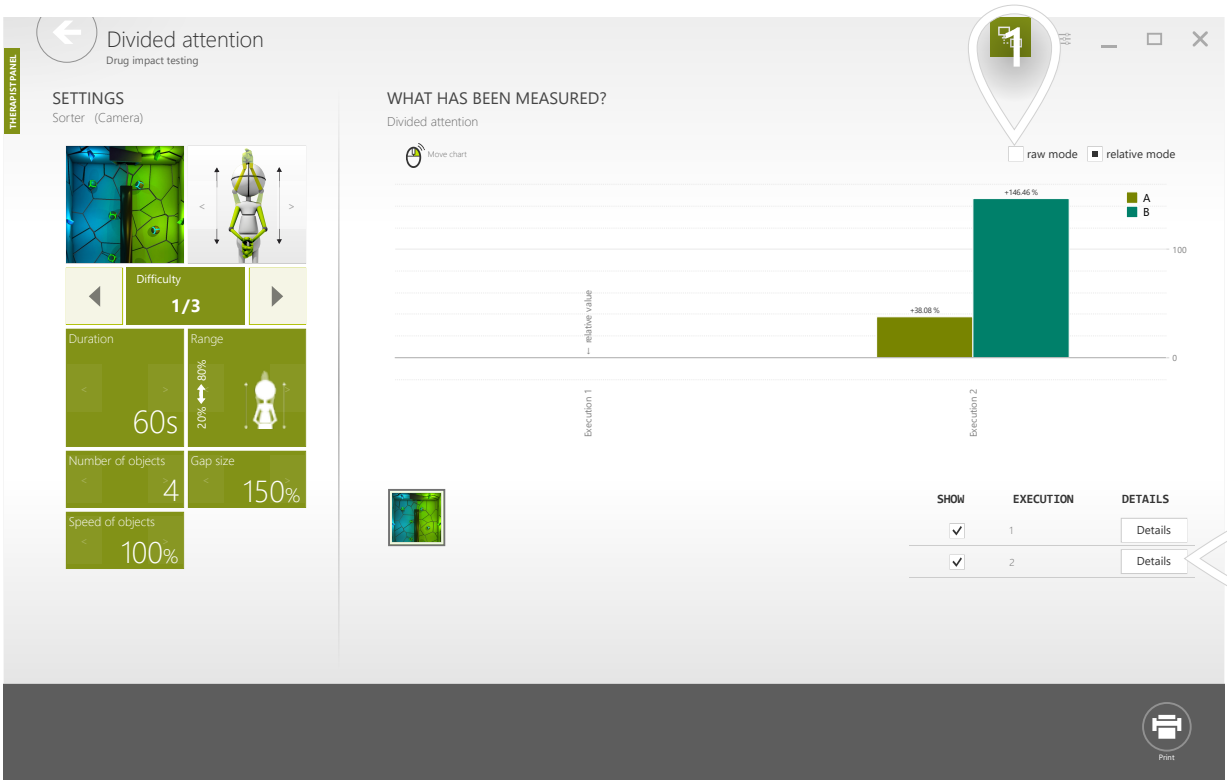 THERAPIST PANEL
Divided attention
Drug impact testing
1
SETTINGS
Sorter (Camera)
WHAT HAS BEEN MEASURED?
Divided attention
Move chart
raw mode
relative mode
< >
Difficulty
1/3
Duration
< >
60s
Range
20% 80%
>
Number of objects
< >
4
Gap size
< >
150%
Speed of objects
<
100%
+146.46 %
A
B
100
+38.08 %
← relative value
0
Execution 1
Execution 2
SHOW EXECUTION DETAILS
1 Details
2 Details
Print